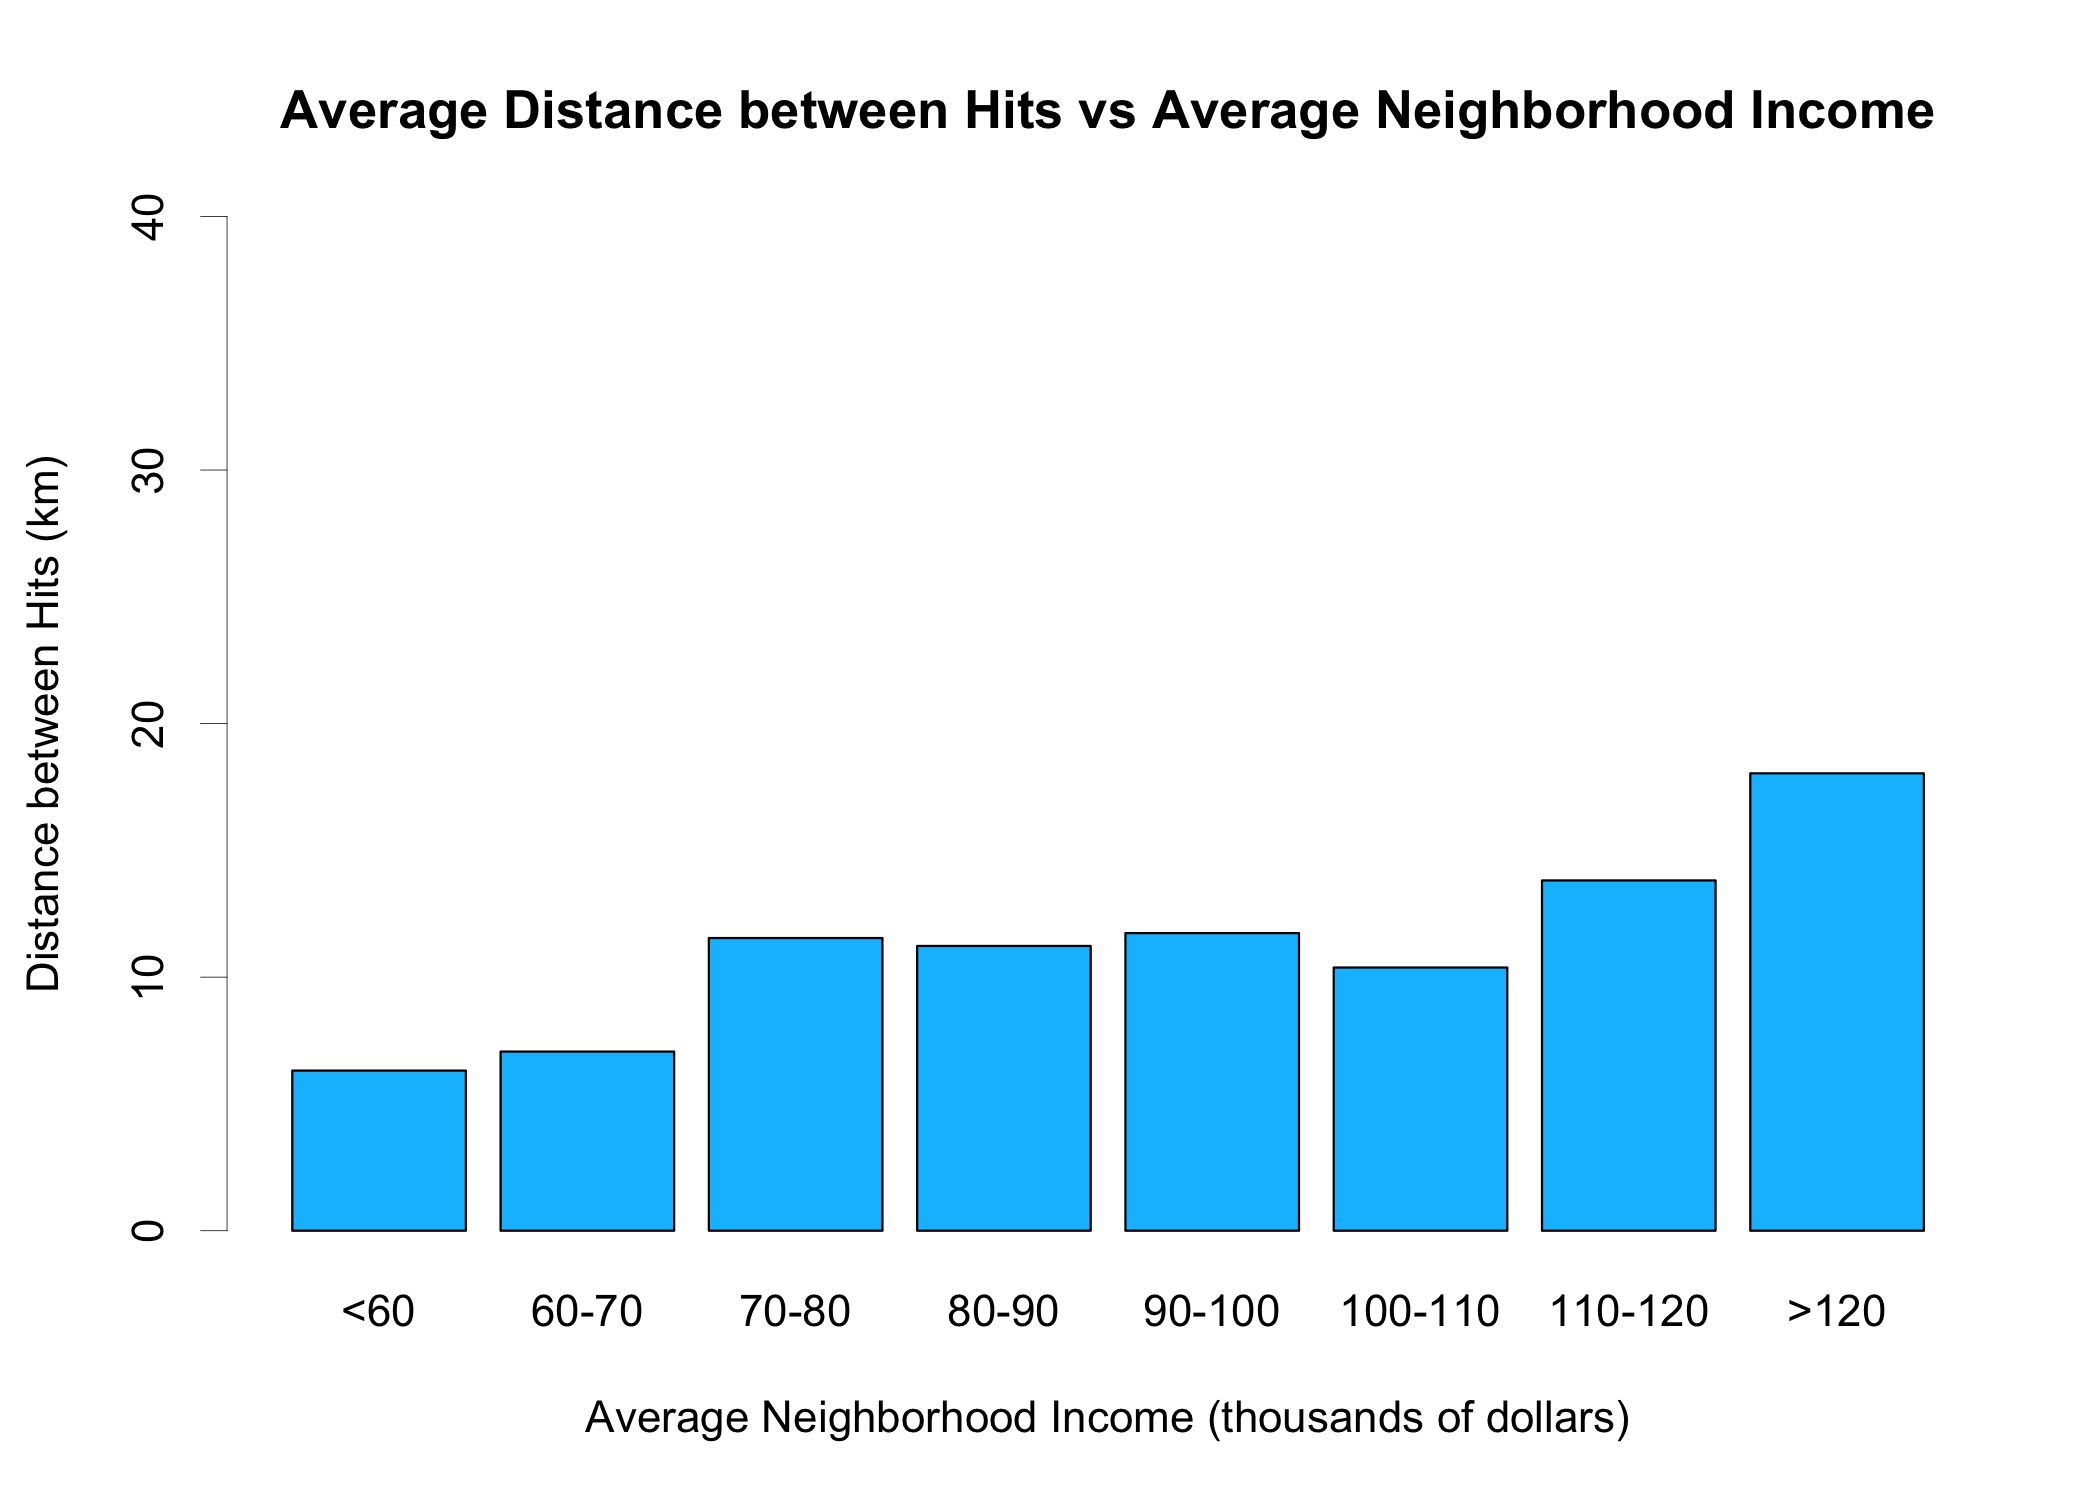 Average Distance between Hits vs Average Neighborhood Income
Distance between Hits (km)
40
30
20
10
0
<60 60-70 70-80 80-90 90-100 100-110 110-120 >120
Average Neighborhood Income (thousands of dollars)